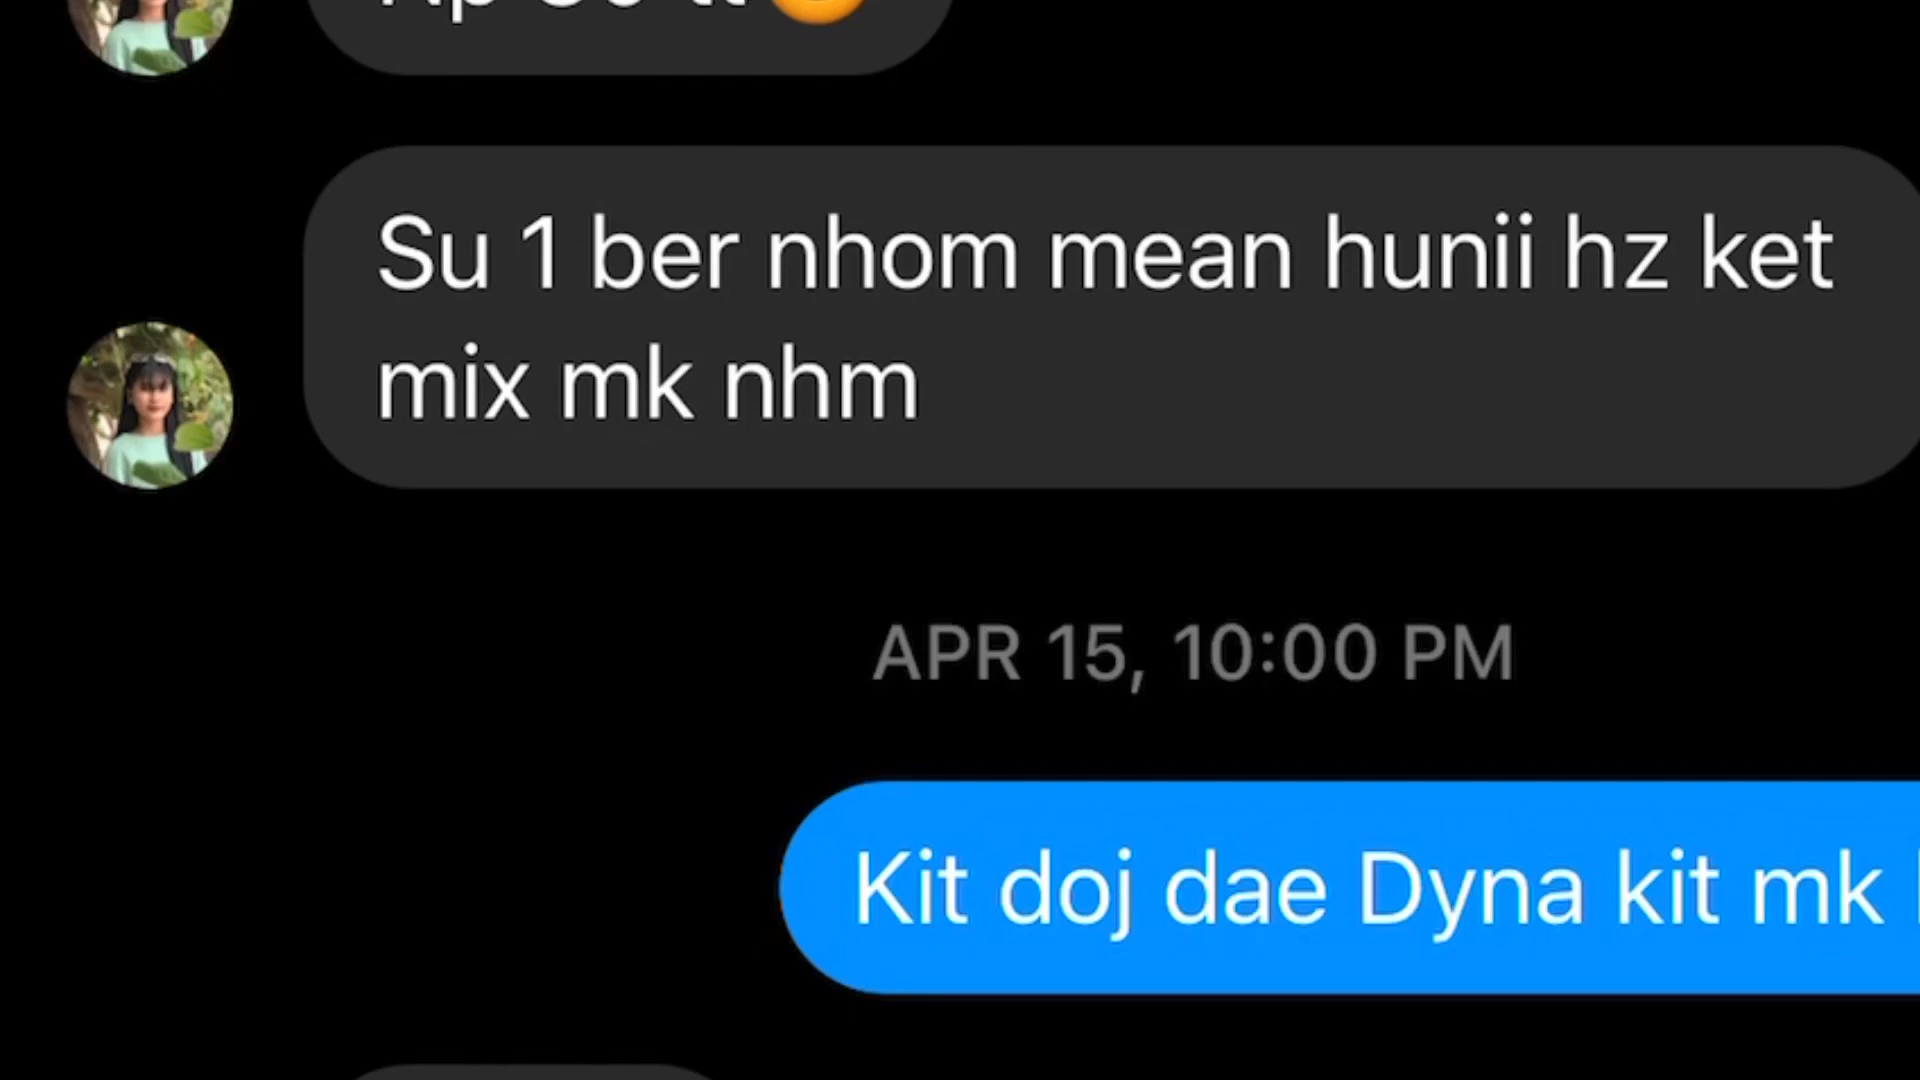 Su 1 ber nhom mean hunii hz ket
mix mk nhm
APR 15, 10:00 PM
Kit doj dae Dyna kit mk